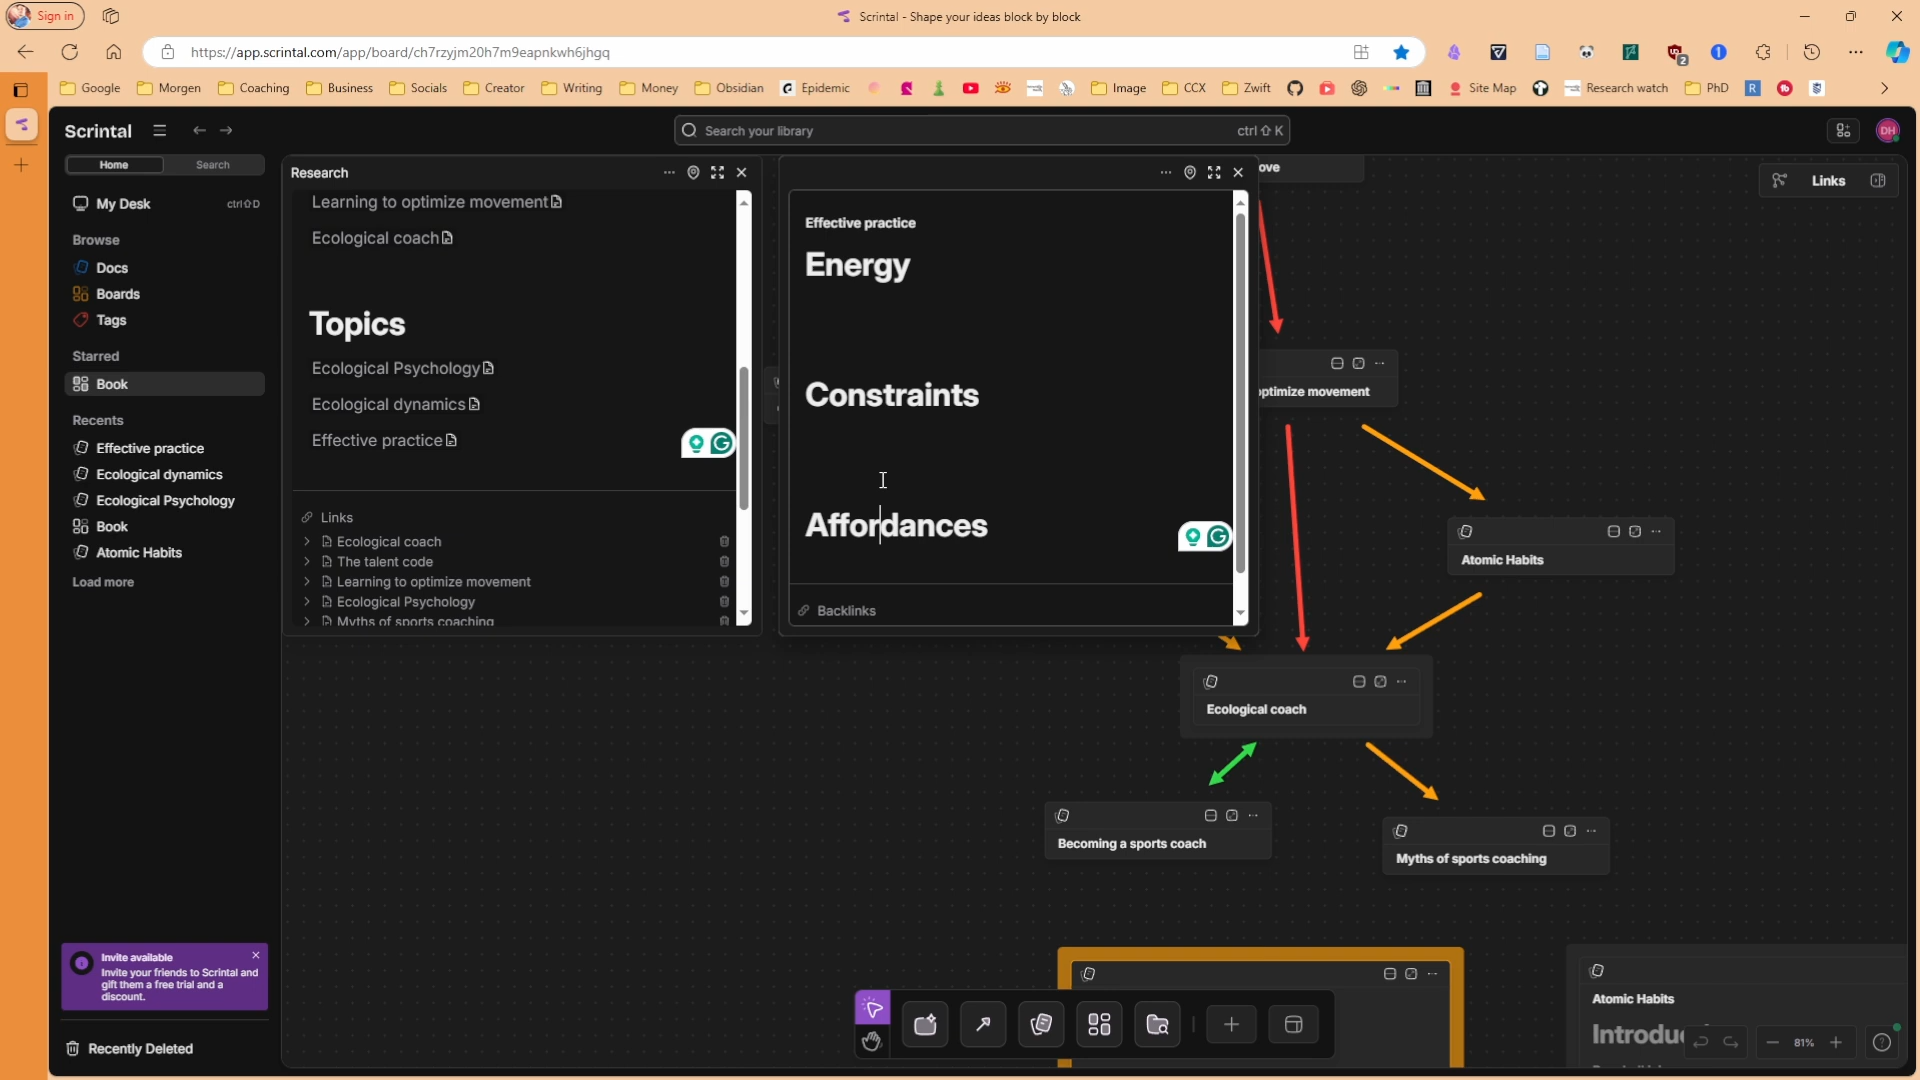 Sign in
Scrintal - Shape your ideas block by block
https://app.scrintal.com/app/board/ch7rzyjm20h7m9eapnkwh6jhgq
2
Google
Morgen
Coaching
Business
Socials
Creator
Writing
Money
Obsidian
Epidemic
Image
CCX
Zwift
Site Map
Research watch
PhD
Scrintal
Search your library
ctrl⇧K
DH
Home
Search
My Desk
ctrl⇧D
Browse
Docs
Boards
Tags
Starred
Book
Recents
Effective practice
Ecological dynamics
Ecological Psychology
Book
Atomic Habits
Load more
Invite available
Invite your friends to Scrintal and
gift them a free trial and a
discount.
Recently Deleted
Research
Learning to optimize movement
Ecological coach
Topics
Ecological Psychology
Ecological dynamics
Effective practice
Links
Ecological coach
The talent code
Learning to optimize movement
Ecological Psychology
Myths of sports coaching
Effective practice
Energy
Constraints
Affordances
Backlinks
ove
Links
optimize movement
Atomic Habits
Ecological coach
Becoming a sports coach
Myths of sports coaching
Atomic Habits
Introdu
81%